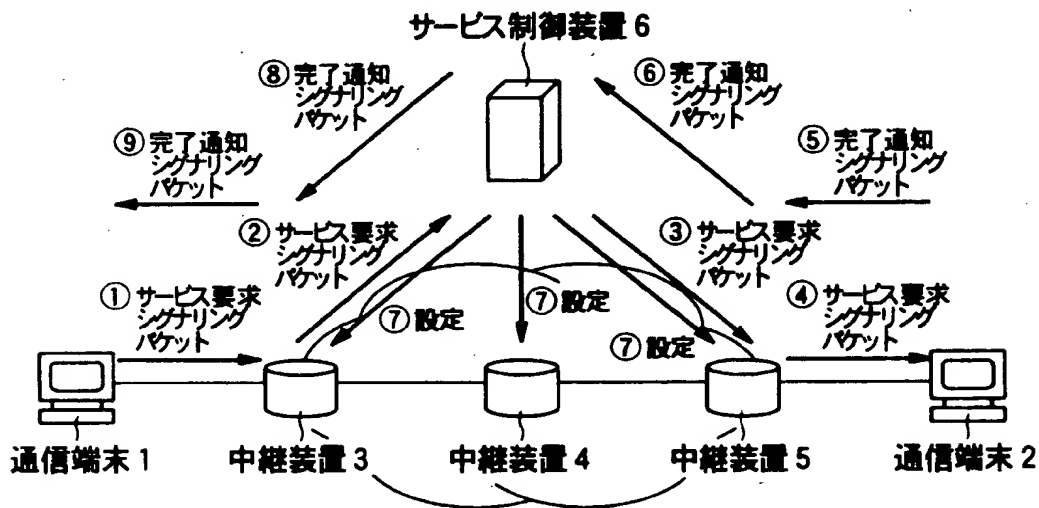 サービス制御装置6
⑧ 完了通知
シグナリング
パケット
⑥ 完了通知
シグナリング
パケット
⑨ 完了通知
シグナリング
パケット
⑤ 完了通知
シグナリング
パケット
② サービス要求
シグナリング
パケット
③ サービス要求
シグナリング
パケット
① サービス要求
シグナリング
パケット
⑦ 設定
⑦ 設定
⑦ 設定
④ サービス要求
シグナリング
パケット
通信端末1
中継装置3
中継装置4
中継装置5
通信端末2